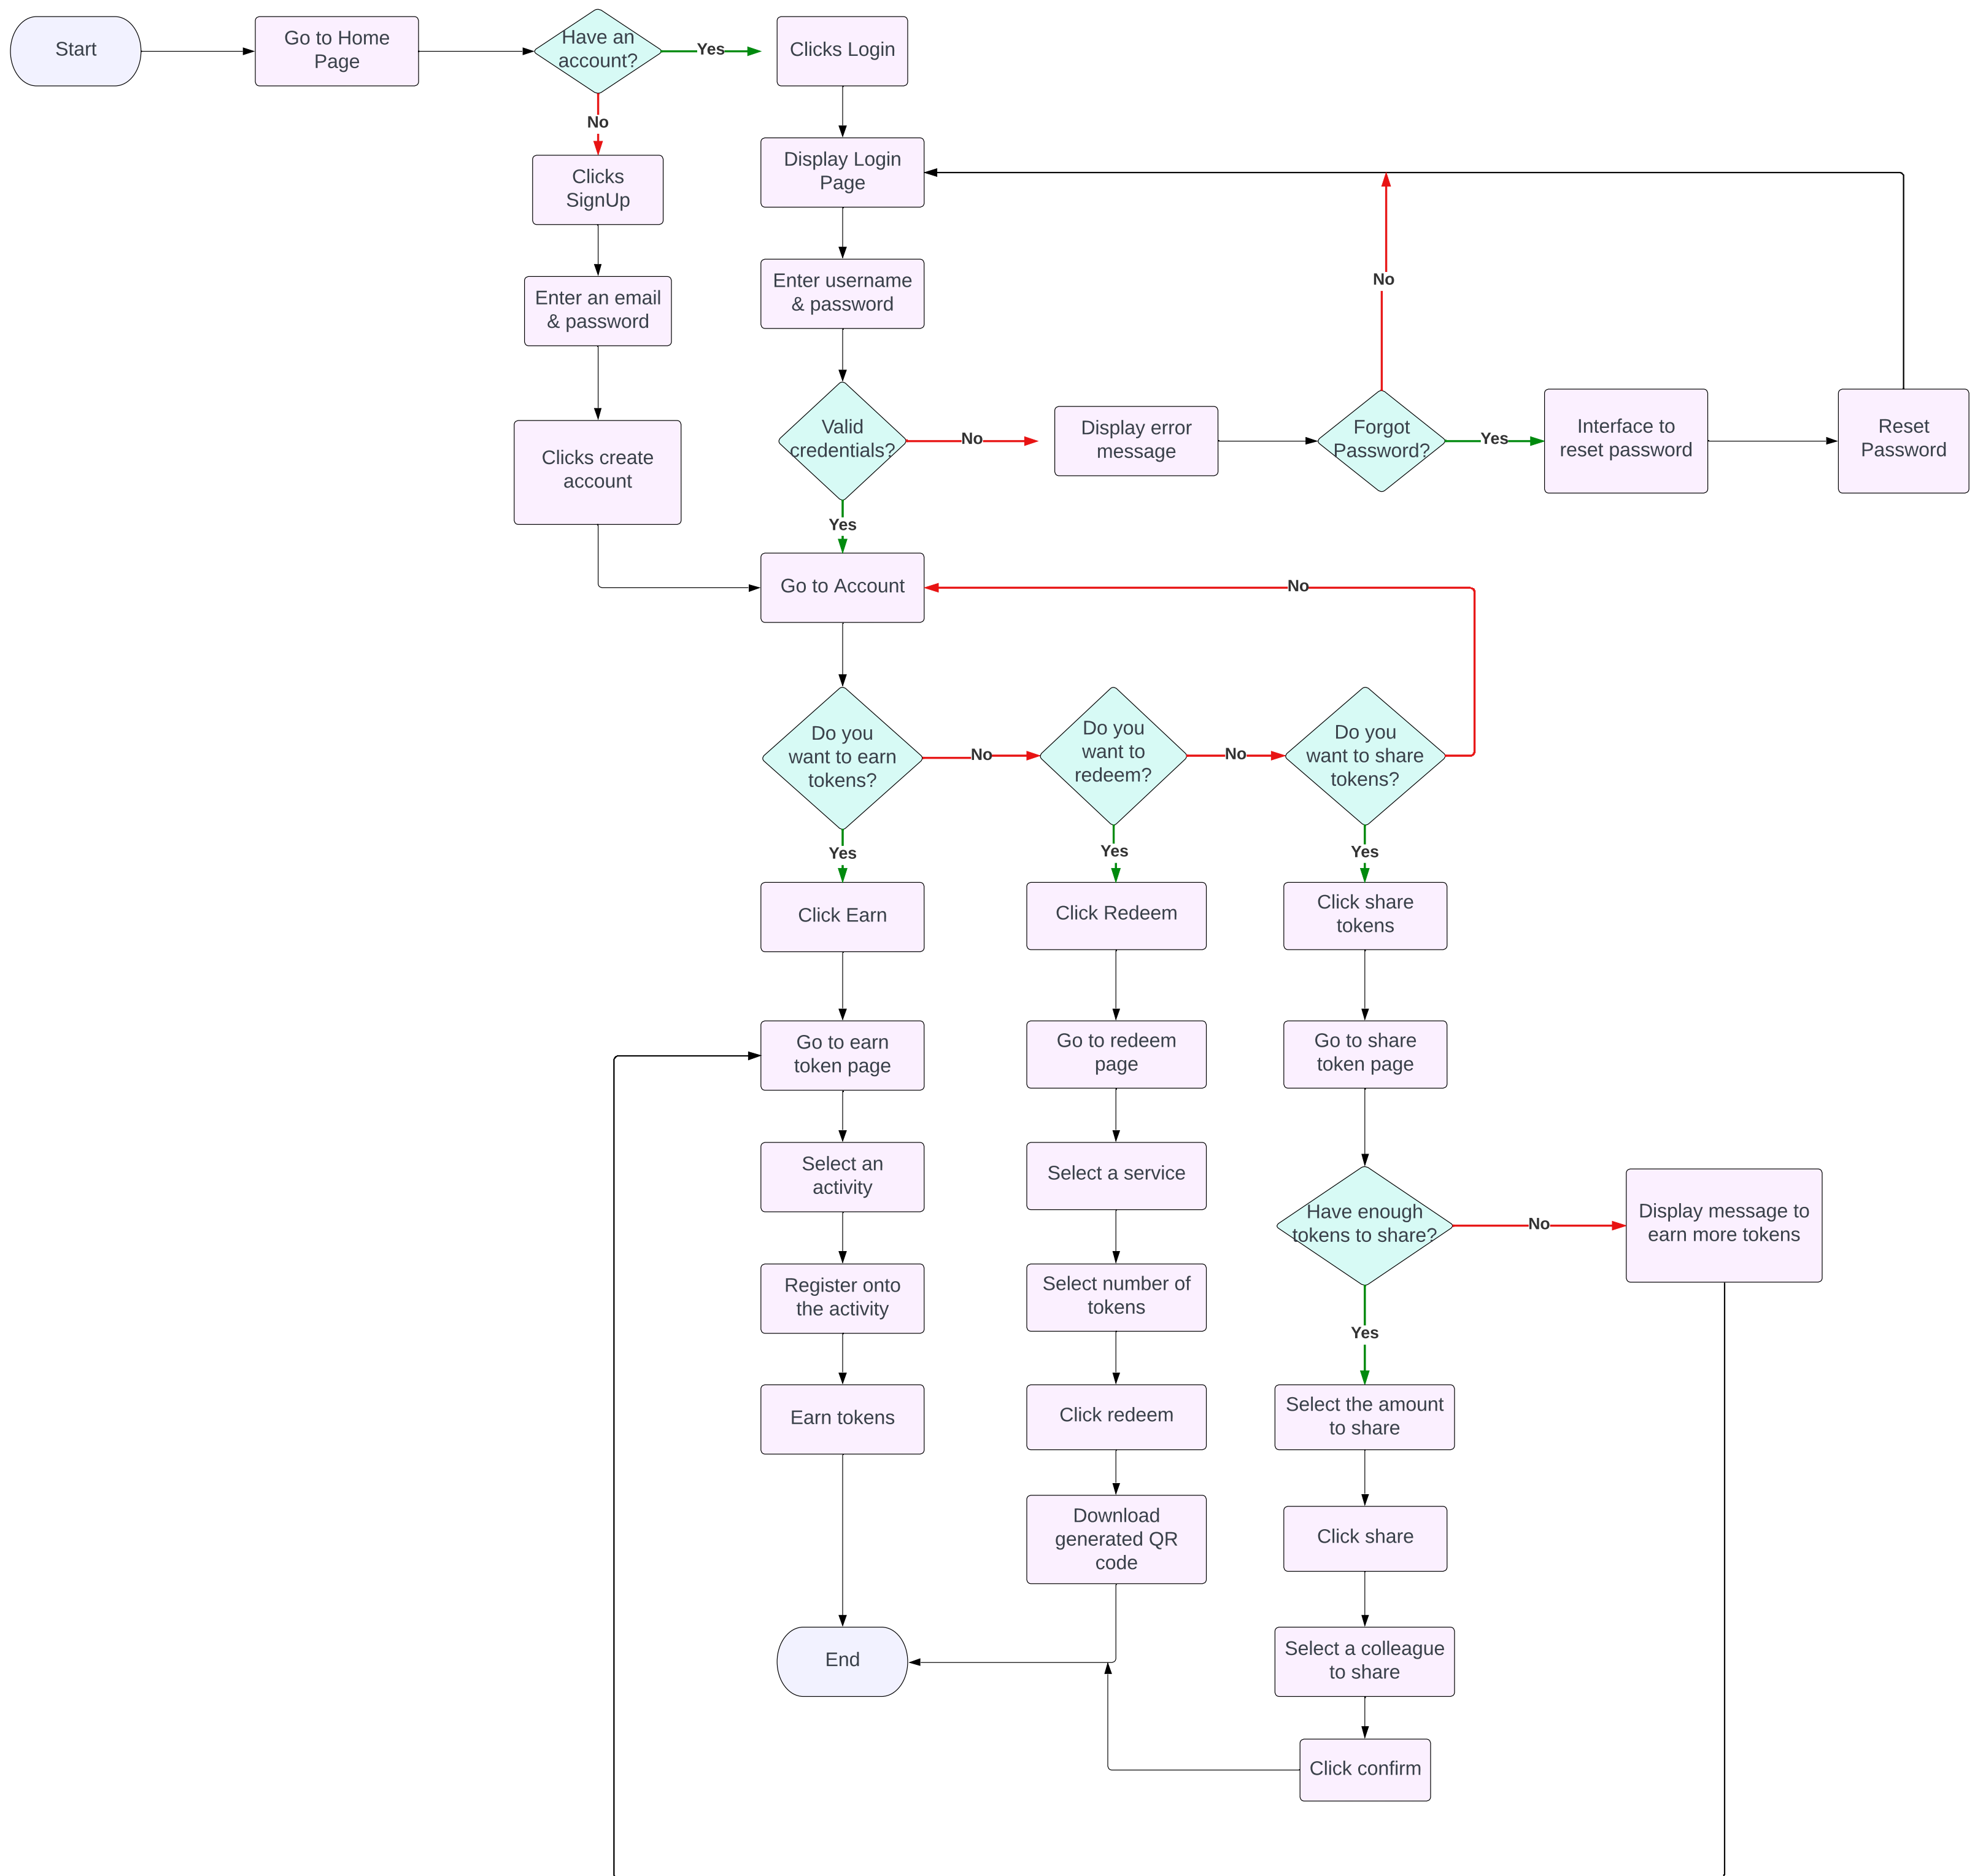 Start
Go to Home
Page
Have an
account?
Yes
Clicks Login
No
Clicks
SignUp
Display Login
Page
Enter an email
& password
Enter username
& password
No
Clicks create
account
Valid
credentials?
No
Display error
message
Forgot
Password?
Yes
Interface to
reset password
Reset
Password
Yes
Go to Account
No
Do you
want to earn
tokens?
No
Do you
want to
redeem?
No
Do you
want to share
tokens?
Yes
Yes
Yes
Click Earn
Click Redeem
Click share
tokens
Go to earn
token page
Go to redeem
page
Go to share
token page
Select an
activity
Select a service
Have enough
tokens to share?
No
Display message to
earn more tokens
Register onto
the activity
Select number of
tokens
Yes
Earn tokens
Click redeem
Select the amount
to share
Download
generated QR
code
Click share
End
Select a colleague
to share
Click confirm